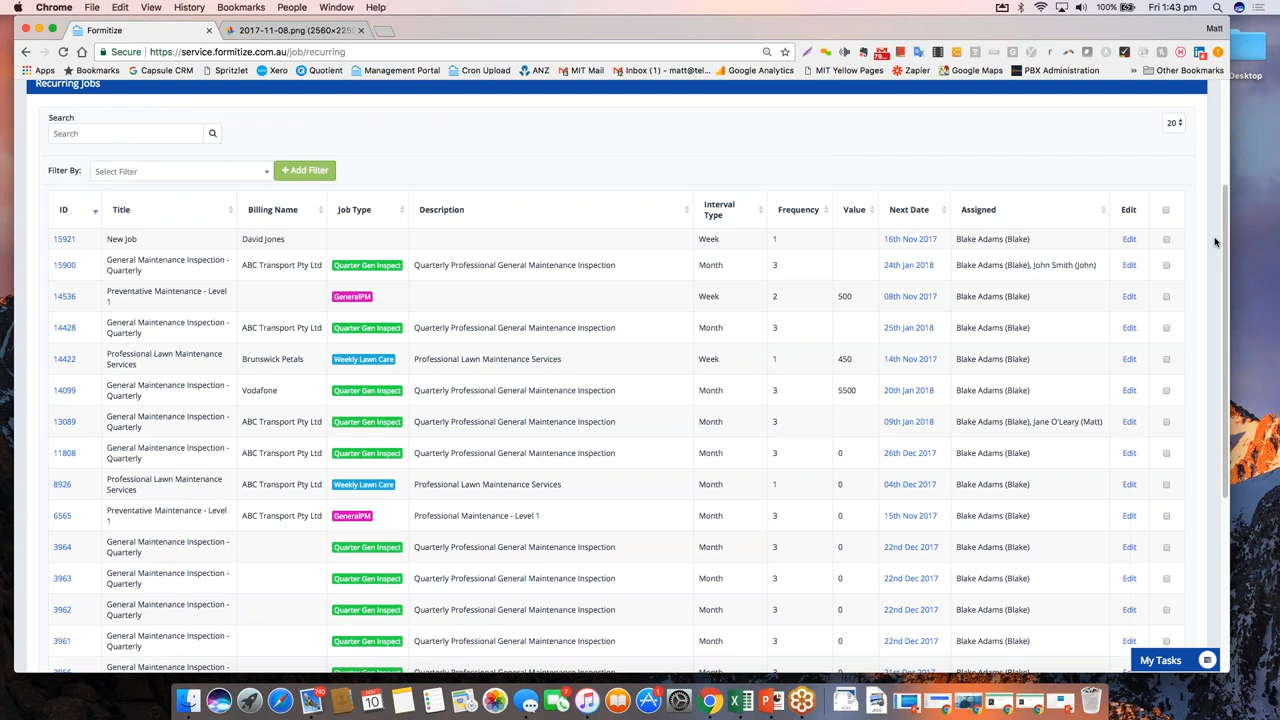 Chrome File Edit View History Bookmarks People Window Help 100% Fri 1:43 pm
Formitize 2017-11-08.png (2560×225 Matt
Secure https://service.formitize.com.au/job/recurring
Apps Bookmarks Capsule CRM Spritzlet Xero Quotient Management Portal Cron Upload ANZ MIT Mail Inbox (1) - matt@tel... Google Analytics MIT Yellow Pages Zapier Google Maps PBX Administration » Other Bookmarks
Desktop
Recurring Jobs
Search
Search 20
Filter By: Select Filter + Add Filter
ID Title Billing Name Job Type Description Interval Type Frequency Value Next Date Assigned Edit
15921 New Job David Jones Week 1 16th Nov 2017 Blake Adams (Blake) Edit
15900 General Maintenance Inspection - Quarterly ABC Transport Pty Ltd Quarter Gen Inspect Quarterly Professional General Maintenance Inspection Month 3 24th Jan 2018 Blake Adams (Blake), John Smith (John) Edit
14536 Preventative Maintenance - Level 1 GeneralPM Week 2 500 08th Nov 2017 Blake Adams (Blake) Edit
14428 General Maintenance Inspection - Quarterly ABC Transport Pty Ltd Quarter Gen Inspect Quarterly Professional General Maintenance Inspection Month 3 25th Jan 2018 Blake Adams (Blake) Edit
14422 Professional Lawn Maintenance Services Brunswick Petals Weekly Lawn Care Professional Lawn Maintenance Services Week 1 450 14th Nov 2017 Blake Adams (Blake) Edit
14099 General Maintenance Inspection - Quarterly Vodafone Quarter Gen Inspect Quarterly Professional General Maintenance Inspection Month 3 5500 20th Jan 2018 Blake Adams (Blake) Edit
13089 General Maintenance Inspection - Quarterly ABC Transport Pty Ltd Quarter Gen Inspect Quarterly Professional General Maintenance Inspection Month 3 09th Jan 2018 Blake Adams (Blake), Jane O'Leary (Matt) Edit
11808 General Maintenance Inspection - Quarterly ABC Transport Pty Ltd Quarter Gen Inspect Quarterly Professional General Maintenance Inspection Month 3 0 26th Dec 2017 Blake Adams (Blake) Edit
8926 Professional Lawn Maintenance Services ABC Transport Pty Ltd Weekly Lawn Care Professional Lawn Maintenance Services Month 1 0 04th Dec 2017 Blake Adams (Blake) Edit
6565 Preventative Maintenance - Level 1 ABC Transport Pty Ltd GeneralPM Professional Maintenance - Level 1 Month 3 0 15th Nov 2017 Blake Adams (Blake) Edit
3964 General Maintenance Inspection - Quarterly Quarter Gen Inspect Quarterly Professional General Maintenance Inspection Month 3 0 22nd Dec 2017 Blake Adams (Blake) Edit
3963 General Maintenance Inspection - Quarterly Quarter Gen Inspect Quarterly Professional General Maintenance Inspection Month 3 0 22nd Dec 2017 Blake Adams (Blake) Edit
3962 General Maintenance Inspection - Quarterly Quarter Gen Inspect Quarterly Professional General Maintenance Inspection Month 3 0 22nd Dec 2017 Blake Adams (Blake) Edit
3961 General Maintenance Inspection - Quarterly Quarter Gen Inspect Quarterly Professional General Maintenance Inspection Month 3 0 22nd Dec 2017 Blake Adams (Blake) Edit
General Maintenance Inspection -
My Tasks